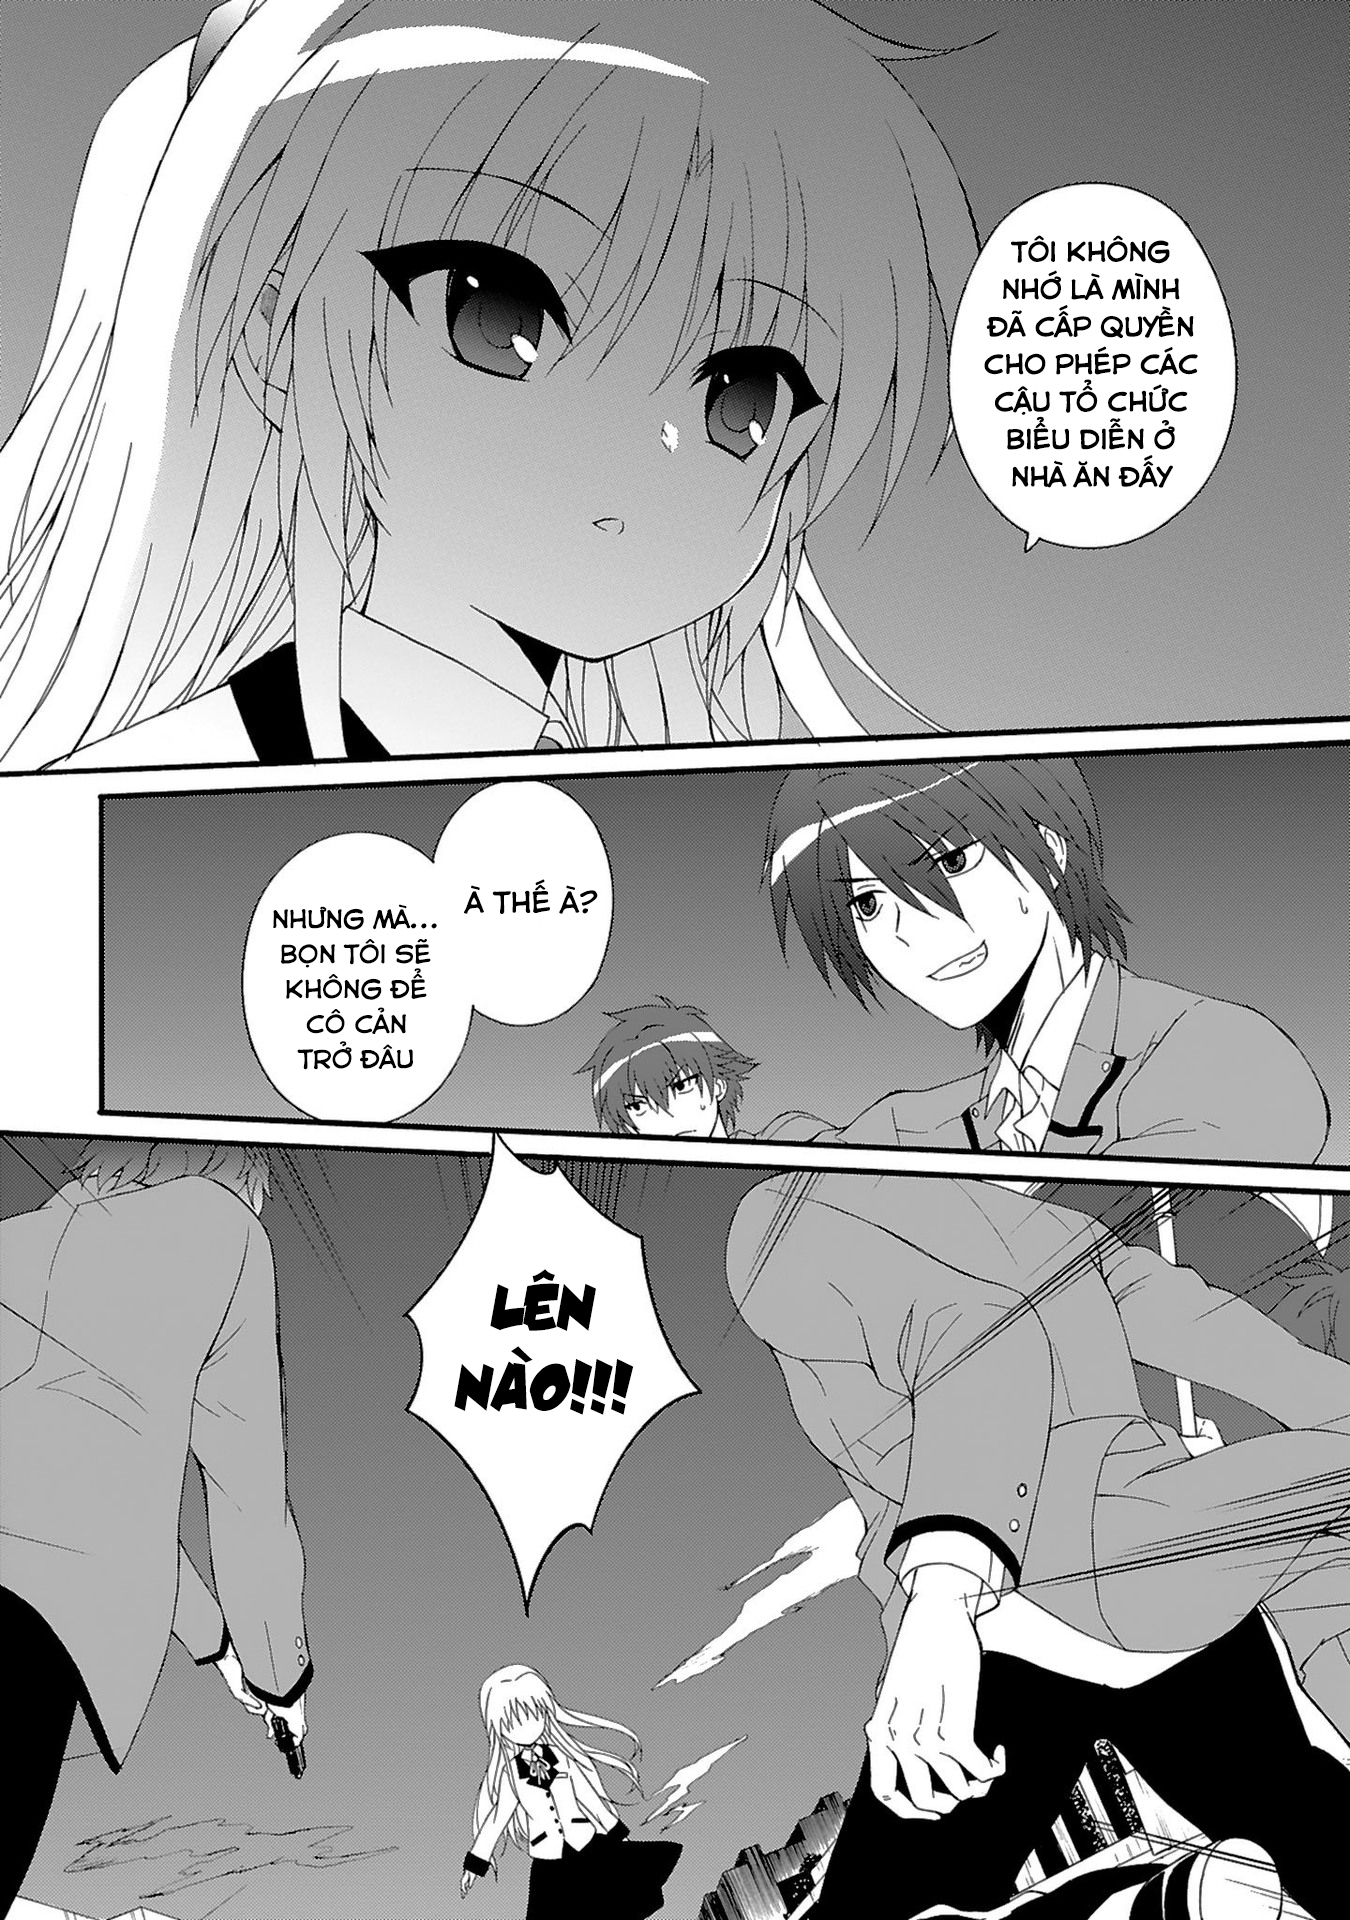 TÔI KHÔNG
NHỚ LÀ MÌNH
ĐÃ CẤP QUYỀN
CHO PHÉP CÁC
CẬU TỔ CHỨC
BIỂU DIỄN Ở
NHÀ ĂN ĐẤY
À THẾ À?
NHƯNG MÀ...
BỌN TÔI SẼ
KHÔNG ĐỂ
CÔ CẢN
TRỞ ĐÂU
LÊN
NÀO!!!